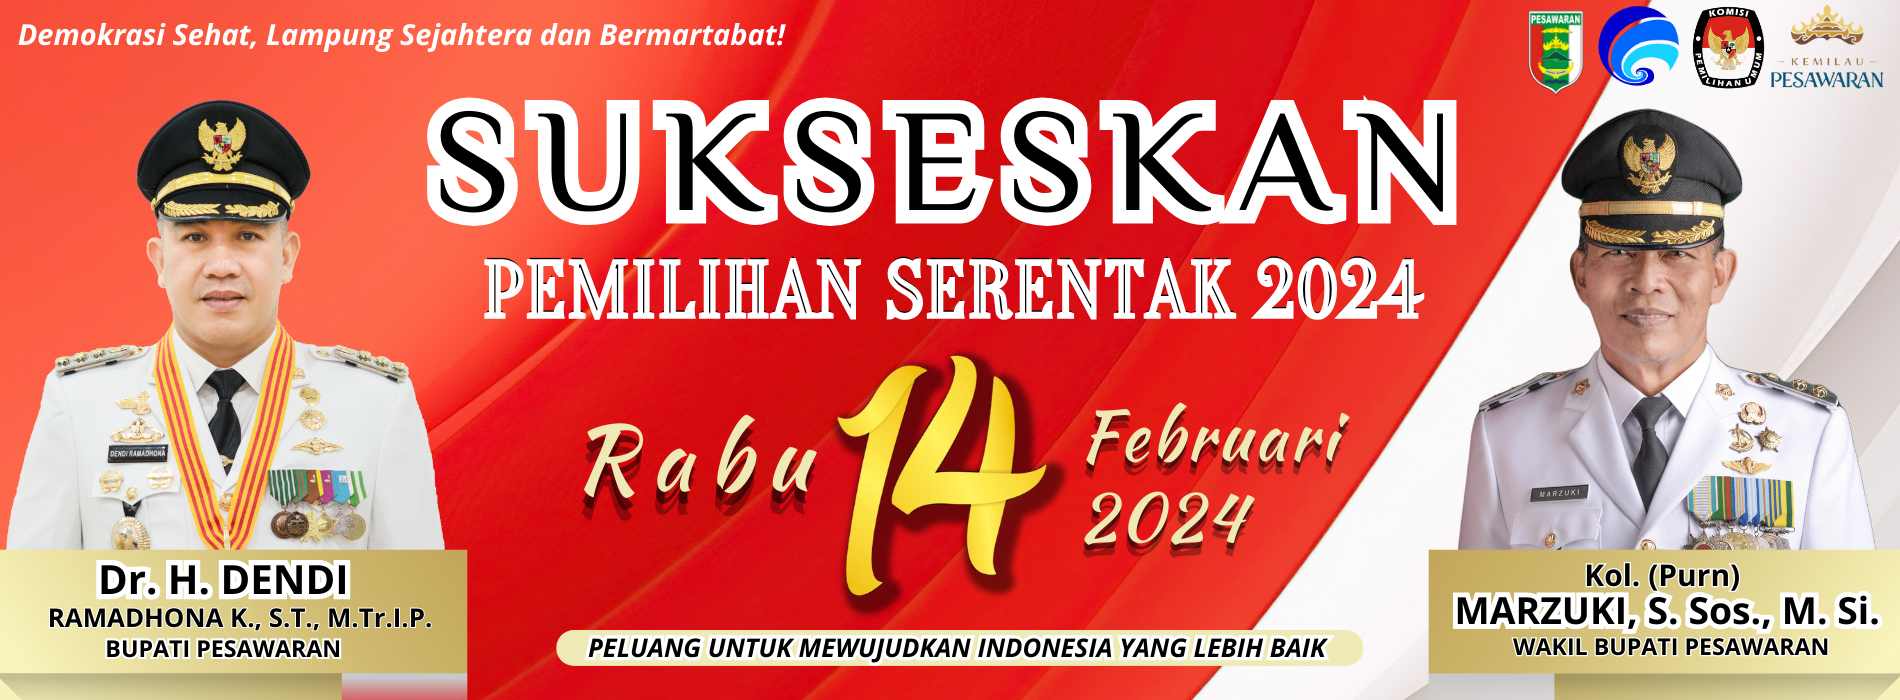 Demokrasi Sehat, Lampung Sejahtera dan Bermartabat!
PESAWARAN
KOMISI
PEMILIHAN UMUM
KEMILAU
PESAWARAN
SUKSESKAN
PEMILIHAN SERENTAK 2024
Rabu 14 Februari
2024
DENDI RAMADHONA
MARZUKI
Dr. H. DENDI
RAMADHONA K., S.T., M.Tr.I.P.
BUPATI PESAWARAN
Kol. (Purn)
MARZUKI, S. Sos., M. Si.
WAKIL BUPATI PESAWARAN
PELUANG UNTUK MEWUJUDKAN INDONESIA YANG LEBIH BAIK